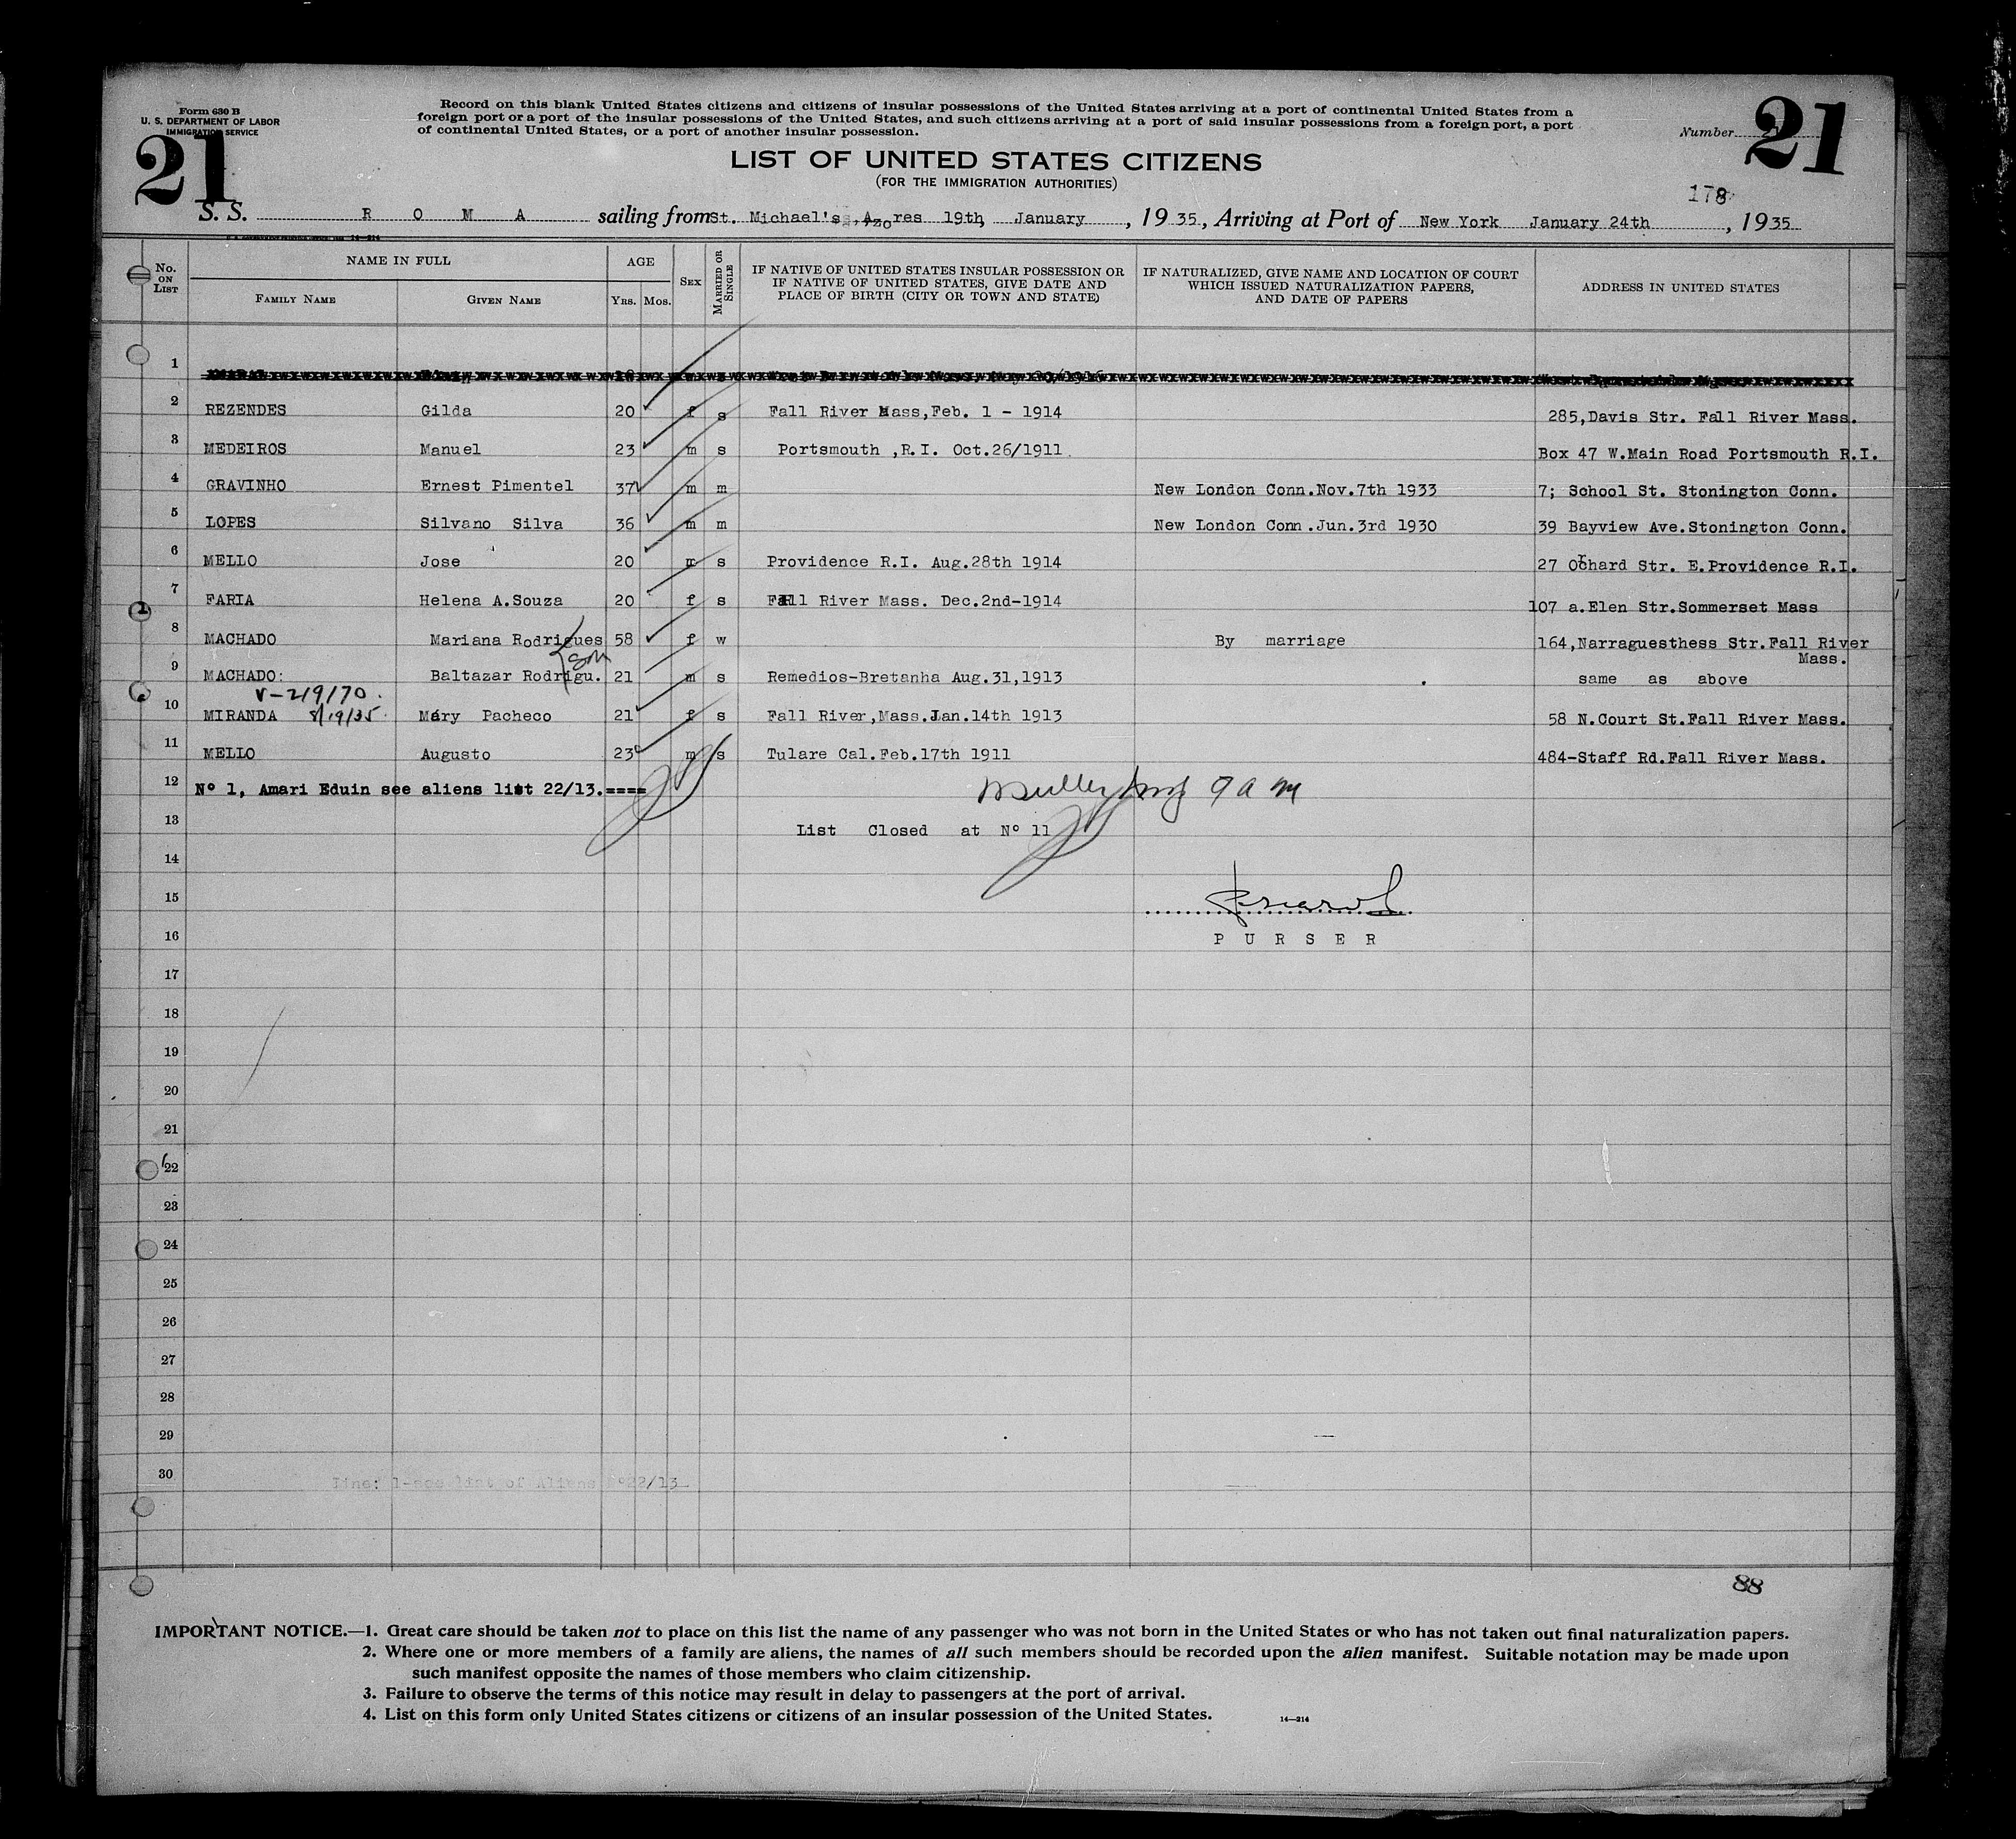 Form 630 B
U. S. DEPARTMENT OF LABOR
IMMIGRATION SERVICE
21
Record on this blank United States citizens and citizens of insular possessions of the United States arriving at a port of continental United States from a
foreign port or a port of the insular possessions of the United States, and such citizens arriving at a port of said insular possessions from a foreign port, a port
of continental United States, or a port of another insular possession.
Number 21
LIST OF UNITED STATES CITIZENS
(FOR THE IMMIGRATION AUTHORITIES)
178
S. S. R O M A sailing from St. Michael's, Azores 19th, January, 1935, Arriving at Port of New York January 24th, 1935
No. ON LIST NAME IN FULL AGE SEX MARRIED OR SINGLE IF NATIVE OF UNITED STATES INSULAR POSSESSION OR IF NATIVE OF UNITED STATES, GIVE DATE AND PLACE OF BIRTH (CITY OR TOWN AND STATE) IF NATURALIZED, GIVE NAME AND LOCATION OF COURT WHICH ISSUED NATURALIZATION PAPERS, AND DATE OF PAPERS ADDRESS IN UNITED STATES
FAMILY NAME GIVEN NAME YRS. MOS.
1
2 REZENDES Gilda 20 f s Fall River Mass,Feb. 1 - 1914 285,Davis Str. Fall River Mass.
3 MEDEIROS Manuel 23 m s Portsmouth ,R.I. Oct.26/1911. Box 47 W.Main Road Portsmouth R.I.
4 GRAVINHO Ernest Pimentel 37 m m New London Conn.Nov.7th 1933 7; School St. Stonington Conn.
5 LOPES Silvano Silva 36 m m New London Conn.Jun.3rd 1930 39 Bayview Ave.Stonington Conn.
6 MELLO Jose 20 m s Providence R.I. Aug.28th 1914 27 Orchard Str. E.Providence R.I.
7 FARIA Helena A.Souza 20 f s Fall River Mass. Dec.2nd-1914 107 a.Elen Str.Sommerset Mass
8 MACHADO Mariana Rodrigues 58 f w By marriage 164,Narraguesthess Str.Fall River
Mass.
son
9 MACHADO: Baltazar Rodrigu. 21 m s Remedios-Bretanha Aug.31,1913 same as above
V-219170.
10 MIRANDA 8/19/35. Mary Pacheco 21 f s Fall River,Mass.Jan.14th 1913 58 N.Court St.Fall River Mass.
11 MELLO Augusto 23 m s Tulare Cal.Feb.17th 1911 484-Staff Rd.Fall River Mass.
12 Nº 1, Amari Eduin see aliens list 22/13.====
9 a m
13 List Closed at Nº 11
14
15
16 P U R S E R
17
18
19
20
21
22
23
24
25
26
27
28
29
30 line: 1-see list of Aliens nº22/13
88
IMPORTANT NOTICE.—1. Great care should be taken not to place on this list the name of any passenger who was not born in the United States or who has not taken out final naturalization papers.
2. Where one or more members of a family are aliens, the names of all such members should be recorded upon the alien manifest. Suitable notation may be made upon
such manifest opposite the names of those members who claim citizenship.
3. Failure to observe the terms of this notice may result in delay to passengers at the port of arrival.
4. List on this form only United States citizens or citizens of an insular possession of the United States.
14—214